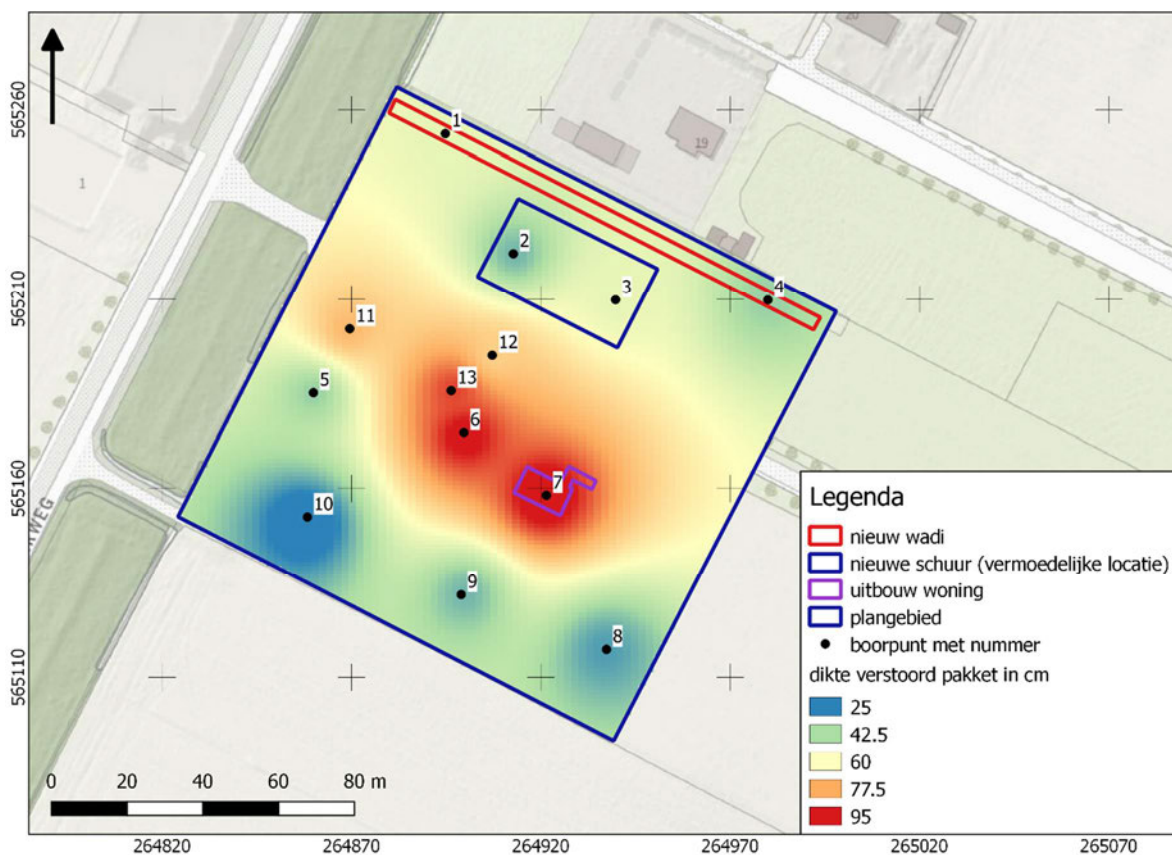 20
565260
1
19
1
2
3
4
565210
11
12
5
13
6
565160
7
10
WEG
9
8
565110
Legenda
nieuw wadi
nieuwe schuur (vermoedelijke locatie)
uitbouw woning
plangebied
boorpunt met nummer
dikte verstoord pakket in cm
25
42.5
60
77.5
95
0 20 40 60 80 m
264820 264870 264920 264970 265020 265070